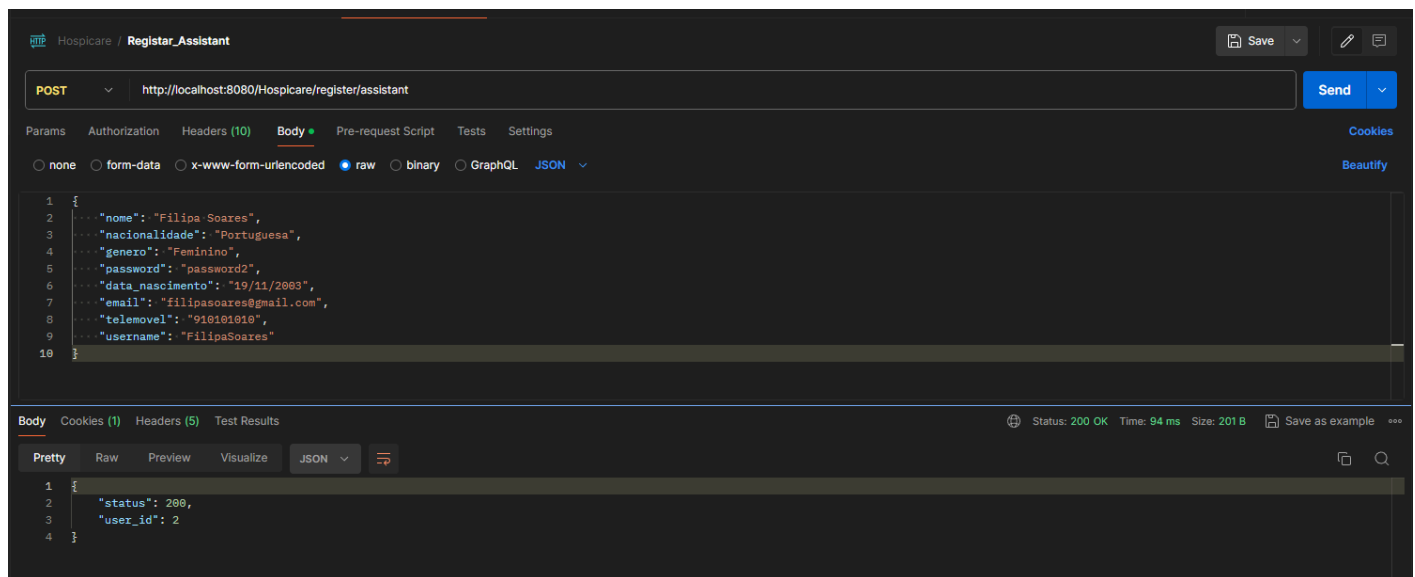 HTTP Hospicare / Registar_Assistant Save
POST http://localhost:8080/Hospicare/register/assistant Send
Params Authorization Headers (10) Body Pre-request Script Tests Settings Cookies
none form-data x-www-form-urlencoded raw binary GraphQL JSON Beautify
1 {
2 "nome": "Filipa Soares",
3 "nacionalidade": "Portuguesa",
4 "genero": "Feminino",
5 "password": "password2",
6 "data_nascimento": "19/11/2003",
7 "email": "filipasoares@gmail.com",
8 "telemovel": "910101010",
9 "username": "FilipaSoares"
10 }
Body Cookies (1) Headers (5) Test Results Status: 200 OK Time: 94 ms Size: 201 B Save as example
Pretty Raw Preview Visualize JSON
1 {
2 "status": 200,
3 "user_id": 2
4 }